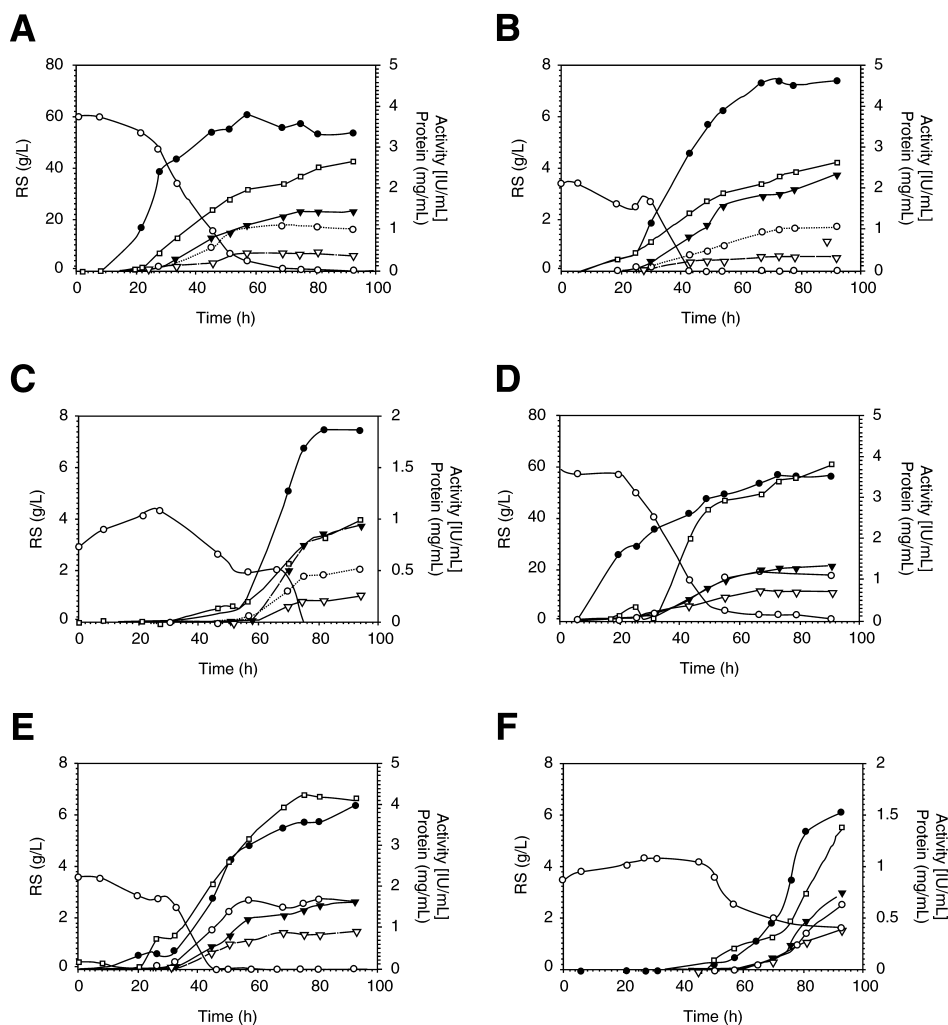 A
80
60
40
20
0
RS (g/L)
5
4
3
2
1
0
Activity [IU/mL]
Protein (mg/mL)
0 20 40 60 80 100
Time (h)
B
8
6
4
2
0
RS (g/L)
5
4
3
2
1
0
Activity [IU/mL]
Protein (mg/mL)
0 20 40 60 80 100
Time (h)
C
8
6
4
2
0
RS (g/L)
2
1.5
1
0.5
0
Activity [IU/mL]
Protein (mg/mL)
0 20 40 60 80 100
Time (h)
D
80
60
40
20
0
RS (g/L)
5
4
3
2
1
0
Activity [IU/mL]
Protein (mg/mL)
0 20 40 60 80 100
Time (h)
E
8
6
4
2
0
RS (g/L)
5
4
3
2
1
0
Activity [IU/mL]
Protein (mg/mL)
0 20 40 60 80 100
Time (h)
F
8
6
4
2
0
RS (g/L)
2
1.5
1
0.5
0
Activity [IU/mL]
Protein (mg/mL)
0 20 40 60 80 100
Time (h)